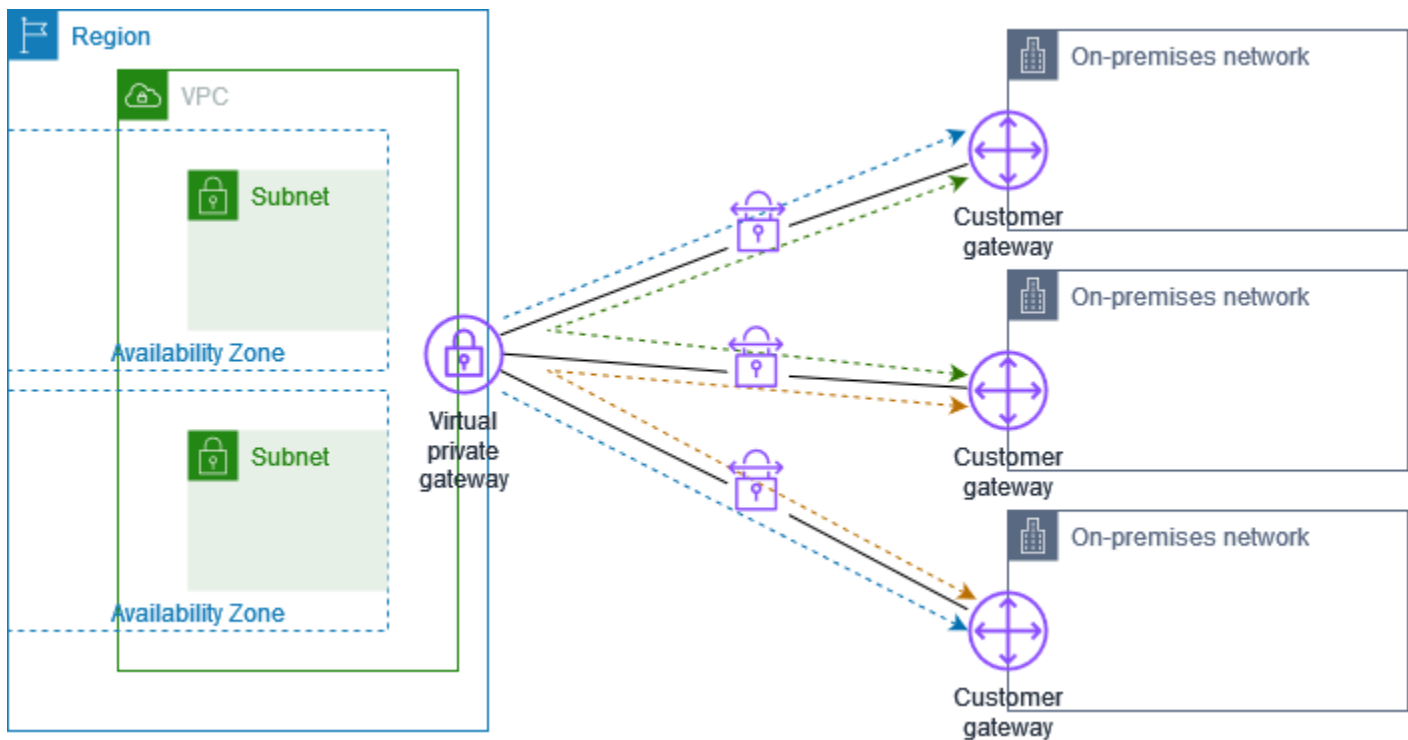 Region
VPC
Subnet
Availability Zone
Subnet
Availability Zone
Virtual
private
gateway
On-premises network
Customer
gateway
On-premises network
Customer
gateway
On-premises network
Customer
gateway